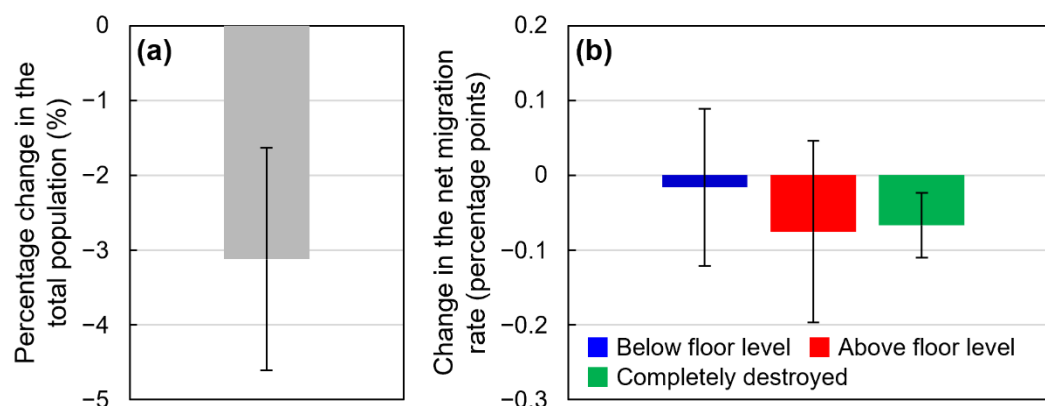 Percentage change in the
total population (%)
0
−1
−2
−3
−4
−5
(a)
Change in the net migration
rate (percentage points)
0.2
0.1
0
−0.1
−0.2
−0.3
(b)
Below floor level
Above floor level
Completely destroyed